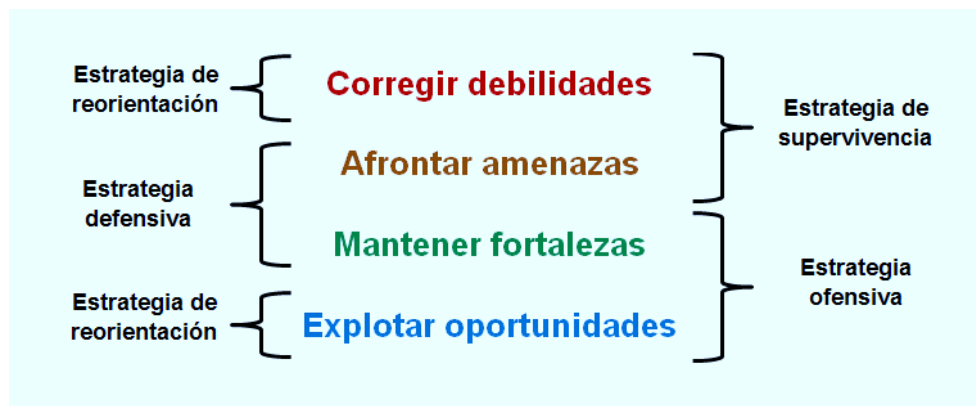 Estrategia de
reorientación
Corregir debilidades
Estrategia de
supervivencia
Afrontar amenazas
Estrategia
defensiva
Mantener fortalezas
Estrategia
ofensiva
Estrategia de
reorientación
Explotar oportunidades